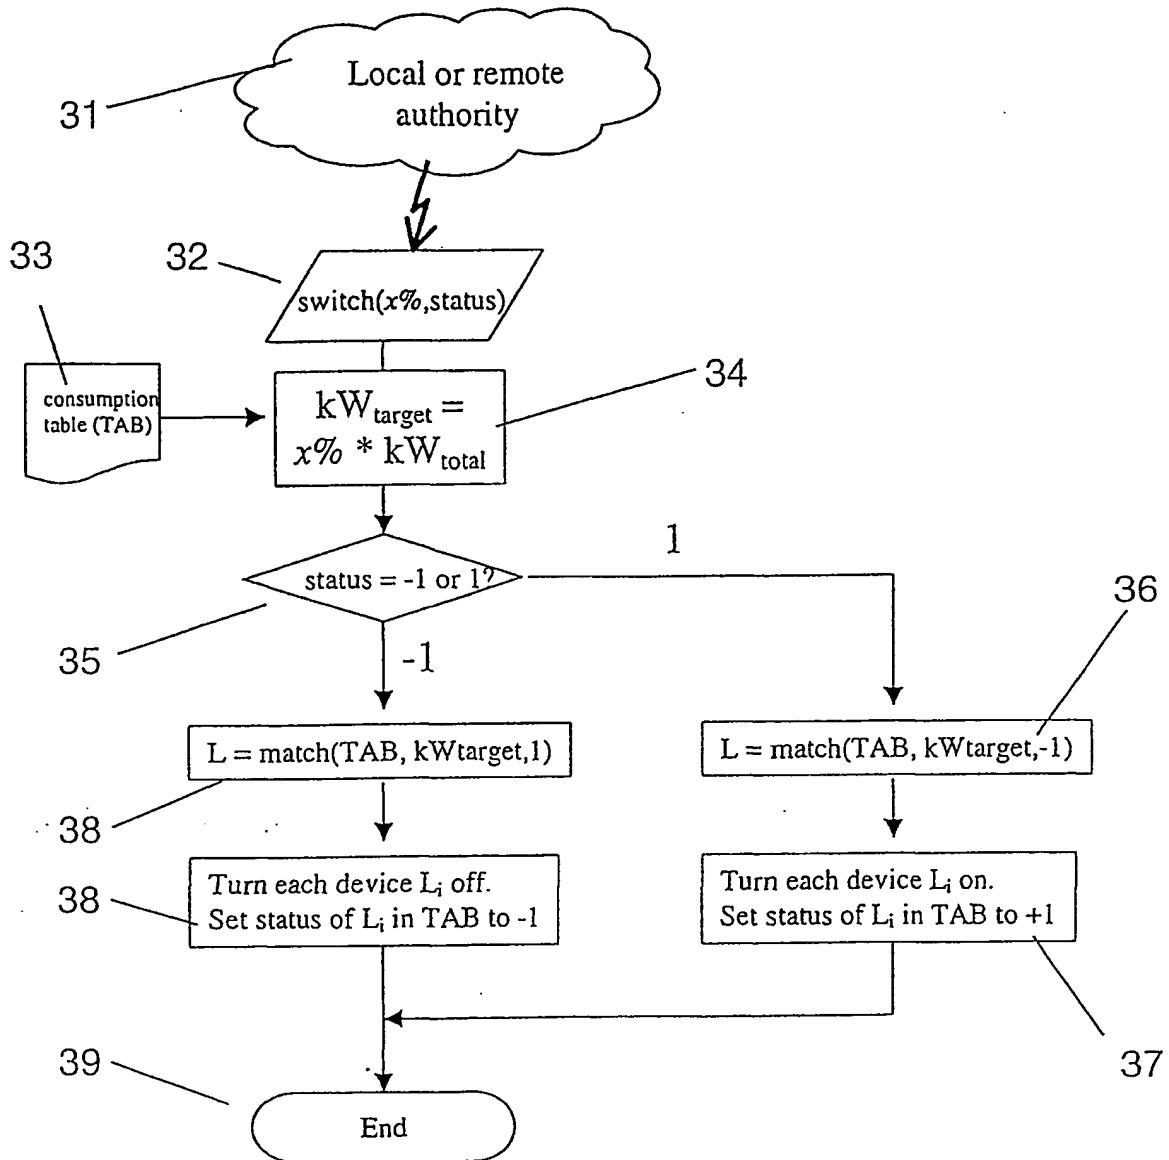 Local or remote
authority
31
33
32
switch(x%,status)
consumption
table (TAB)
kW_target =
x% * kW_total
34
status = -1 or 1?
1
35
-1
36
L = match(TAB, kWtarget,1)
L = match(TAB, kWtarget,-1)
38
Turn each device L_i off.
Set status of L_i in TAB to -1
38
Turn each device L_i on.
Set status of L_i in TAB to +1
37
39
End